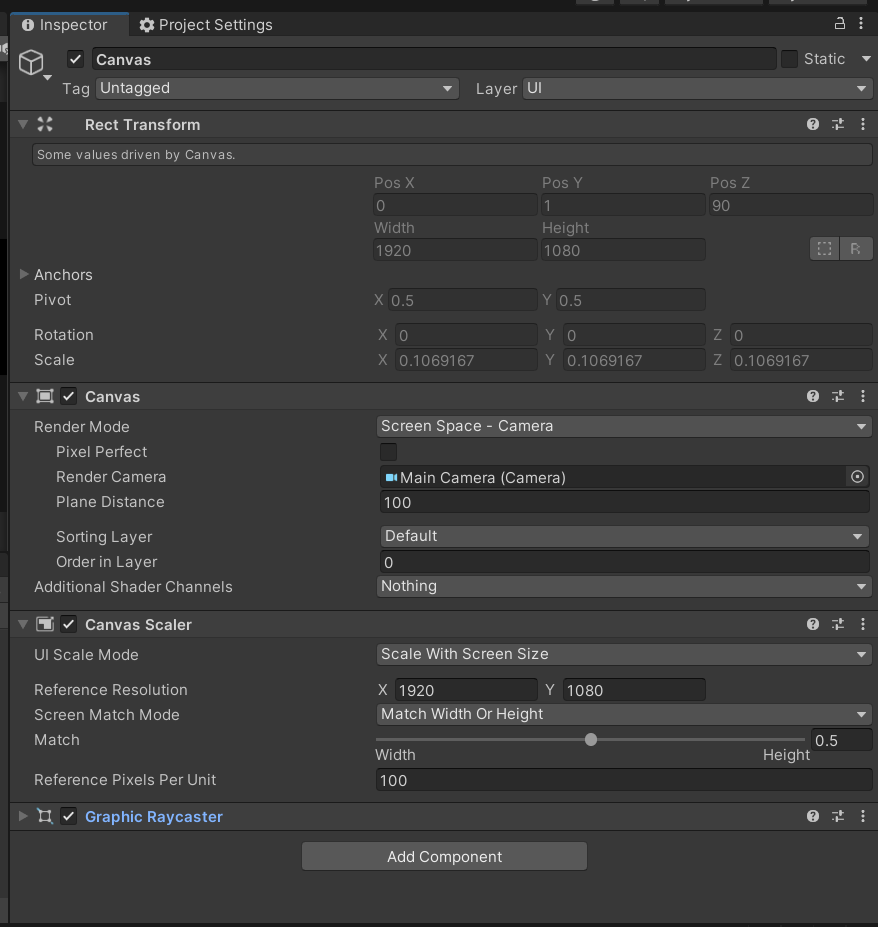 Inspector Project Settings
Canvas Static
Tag Untagged Layer UI
Rect Transform
Some values driven by Canvas.
Pos X Pos Y Pos Z
0 1 90
Width Height
1920 1080
R
Anchors
Pivot X 0.5 Y 0.5
Rotation X 0 Y 0 Z 0
Scale X 0.1069167 Y 0.1069167 Z 0.1069167
Canvas
Render Mode Screen Space - Camera
Pixel Perfect
Render Camera Main Camera (Camera)
Plane Distance 100
Sorting Layer Default
Order in Layer 0
Additional Shader Channels Nothing
Canvas Scaler
UI Scale Mode Scale With Screen Size
Reference Resolution X 1920 Y 1080
Screen Match Mode Match Width Or Height
Match 0.5
Width Height
Reference Pixels Per Unit 100
Graphic Raycaster
Add Component